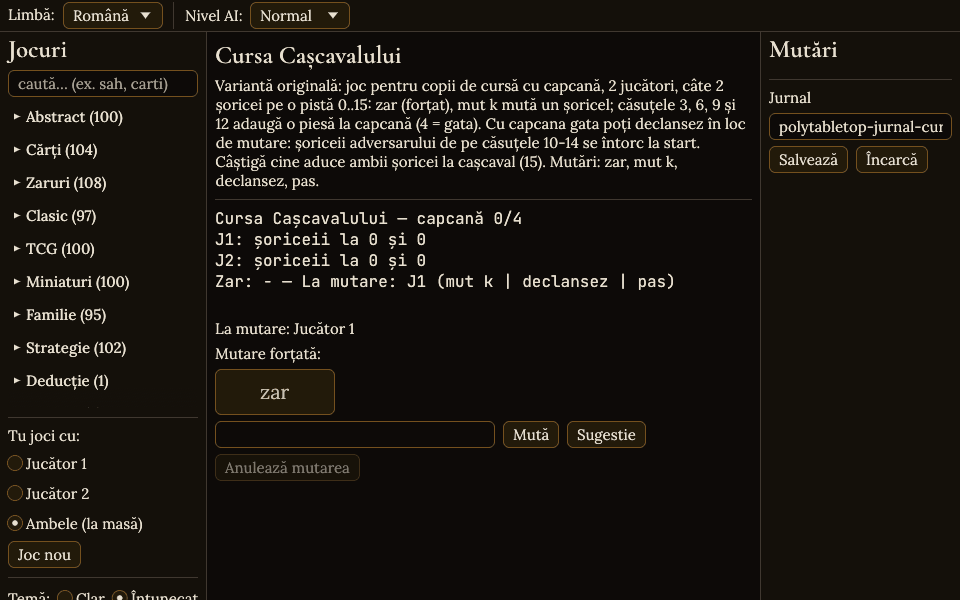 Limbă: Română ▼ Nivel AI: Normal ▼
Jocuri
caută... (ex. sah, carti)
▸ Abstract (100)
▸ Cărți (104)
▸ Zaruri (108)
▸ Clasic (97)
▸ TCG (100)
▸ Miniaturi (100)
▸ Familie (95)
▸ Strategie (102)
▸ Deducție (1)
Tu joci cu:
Jucător 1
Jucător 2
Ambele (la masă)
Joc nou
Temă: Clar Întunecat
Cursa Cașcavalului
Variantă originală: joc pentru copii de cursă cu capcană, 2 jucători, câte 2
șoricei pe o pistă 0..15: zar (forțat), mut k mută un șoricel; căsuțele 3, 6, 9 și
12 adaugă o piesă la capcană (4 = gata). Cu capcana gata poți declansez în loc
de mutare: șoriceii adversarului de pe căsuțele 10-14 se întorc la start.
Câștigă cine aduce ambii șoricei la cașcaval (15). Mutări: zar, mut k,
declansez, pas.
Cursa Cașcavalului — capcană 0/4
J1: șoriceii la 0 și 0
J2: șoriceii la 0 și 0
Zar: - — La mutare: J1 (mut k | declansez | pas)
La mutare: Jucător 1
Mutare forțată:
zar
Mută Sugestie
Anulează mutarea
Mutări
Jurnal
polytabletop-jurnal-cur
Salvează Încarcă